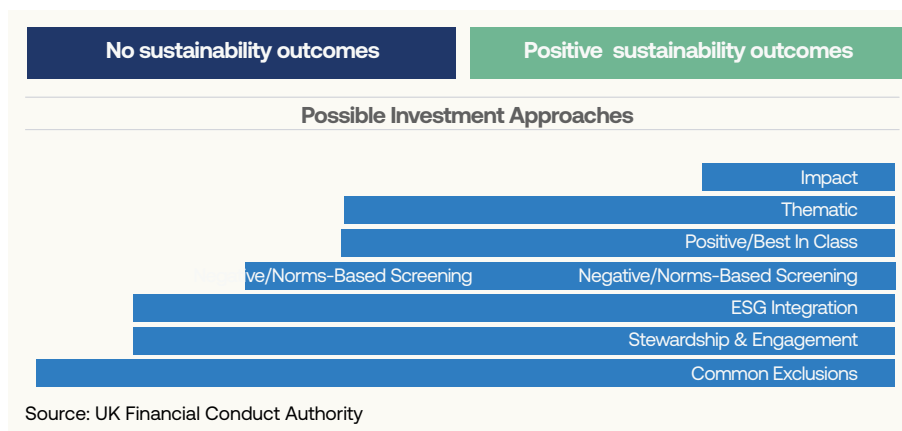 No sustainability outcomes
Positive sustainability outcomes
Possible Investment Approaches
Impact
Thematic
Positive/Best In Class
Negative/Norms-Based Screening Negative/Norms-Based Screening
ESG Integration
Stewardship & Engagement
Common Exclusions
Source: UK Financial Conduct Authority